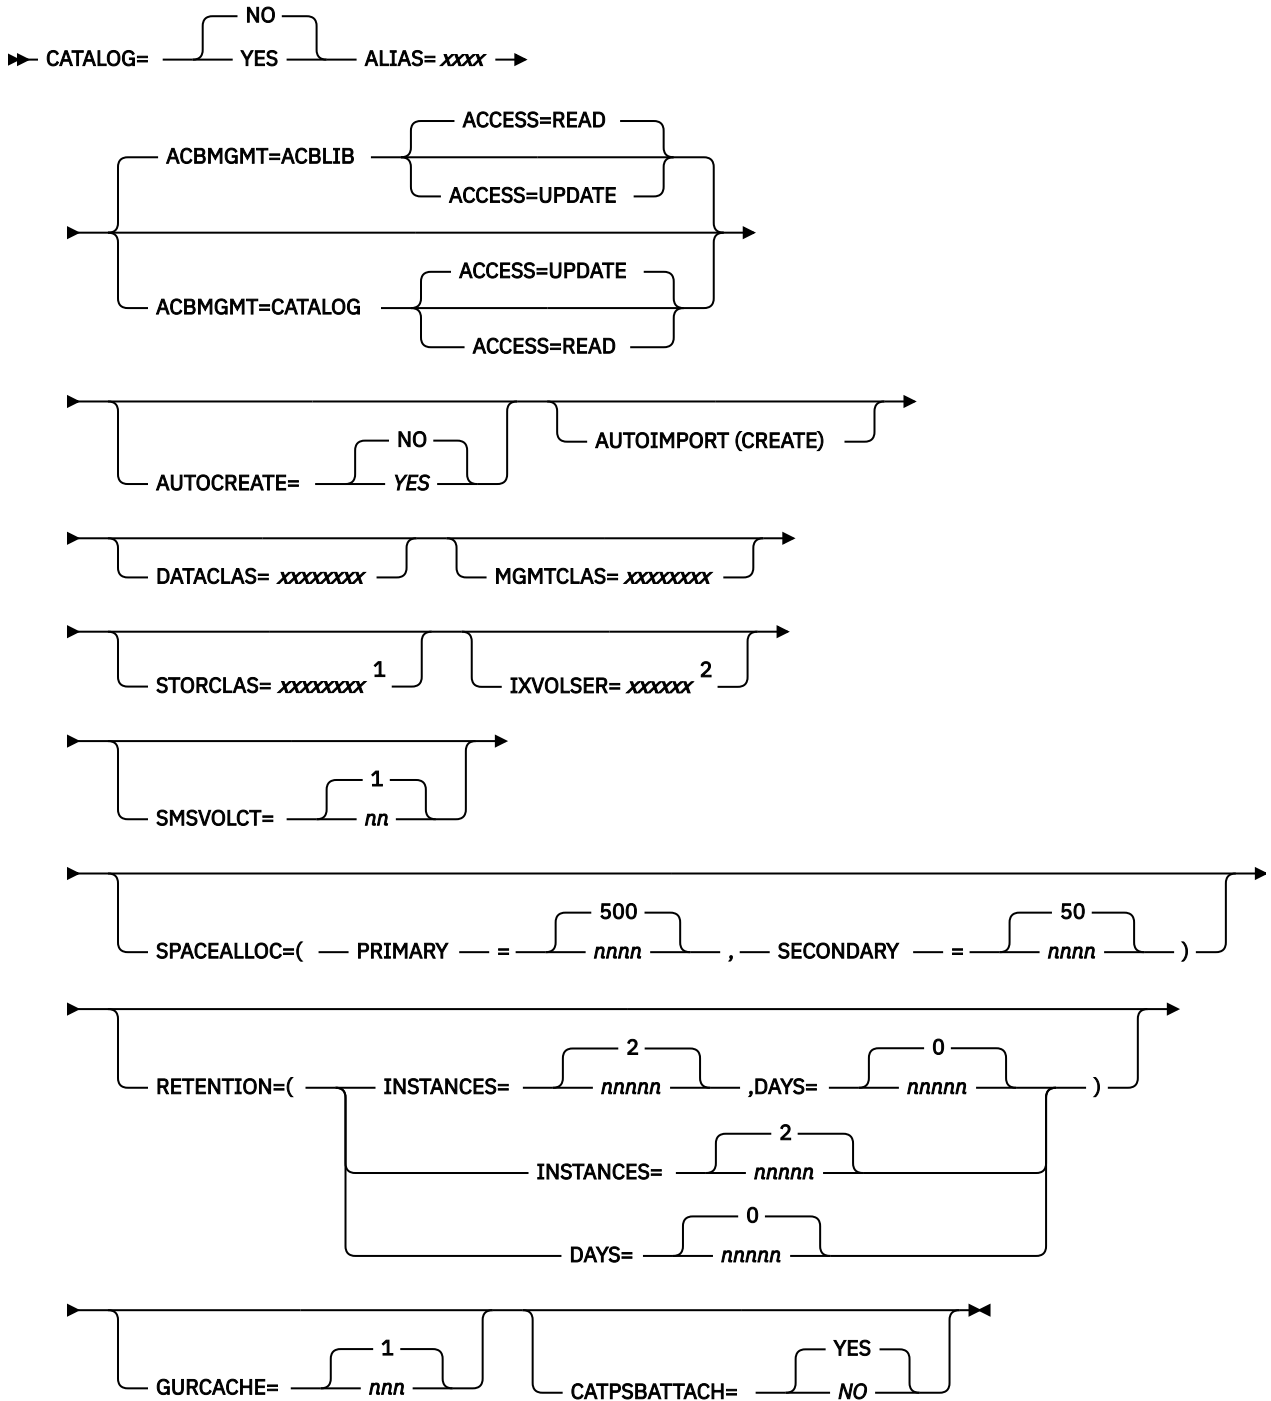 NO
CATALOG= YES ALIAS= xxxx
ACCESS=READ
ACBMGMT=ACBLIB
ACCESS=UPDATE
ACCESS=UPDATE
ACBMGMT=CATALOG
ACCESS=READ
NO AUTOIMPORT (CREATE)
AUTOCREATE= YES
DATACLAS= xxxxxxxx MGMTCLAS= xxxxxxxx
STORCLAS= xxxxxxxx 1 IXVOLSER= xxxxxx 2
1
SMSVOLCT= nn
500 50
SPACEALLOC=( PRIMARY = nnnn , SECONDARY = nnnn )
2 0
RETENTION=( INSTANCES= nnnnn ,DAYS= nnnnn )
2
INSTANCES= nnnnn
0
DAYS= nnnnn
1 YES
GURCACHE= nnn CATPSBATTACH= NO